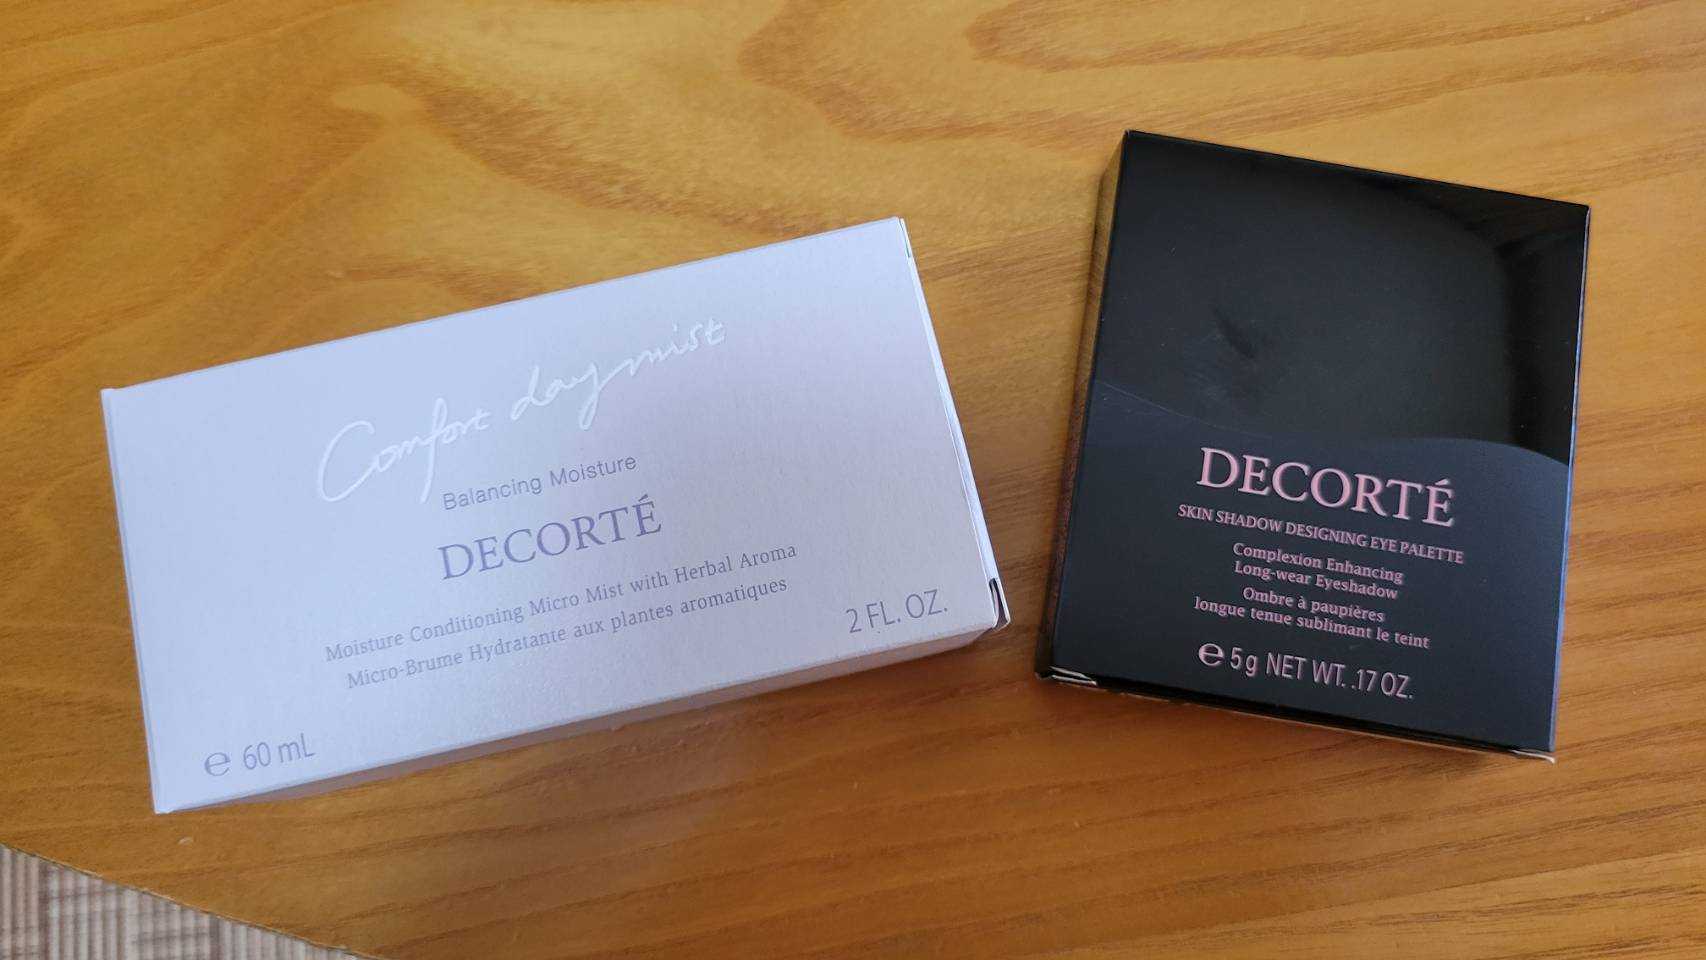 Comfort day mist
Balancing Moisture
DECORTÉ
Moisture Conditioning Micro Mist with Herbal Aroma
Micro-Brume Hydratante aux plantes aromatiques
2 FL. OZ.
℮ 60 mL
DECORTÉ
SKIN SHADOW DESIGNING EYE PALETTE
Complexion Enhancing
Long-wear Eyeshadow
Ombre à paupières
longue tenue sublimant le teint
℮ 5g NET WT. .17 OZ.